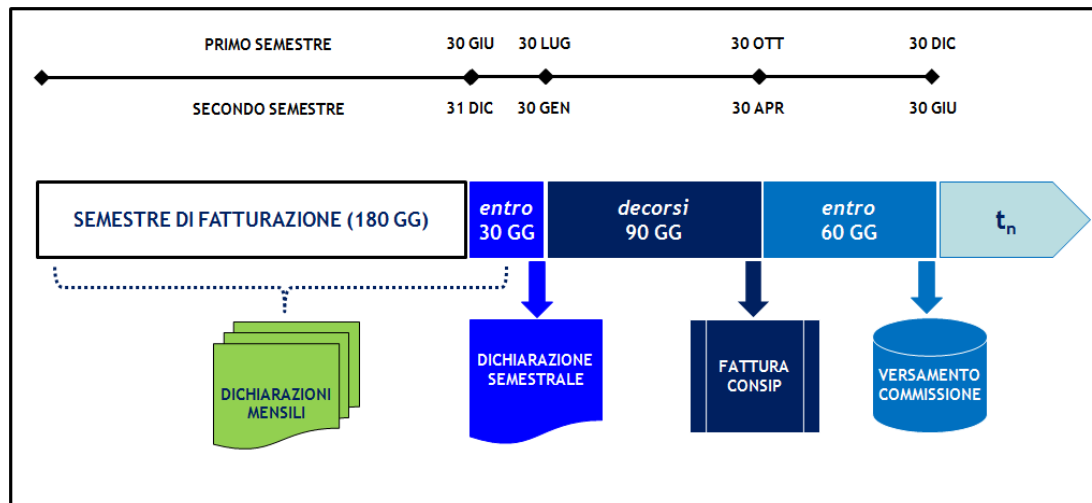 PRIMO SEMESTRE
30 GIU
30 LUG
30 OTT
30 DIC
SECONDO SEMESTRE
31 DIC
30 GEN
30 APR
30 GIU
SEMESTRE DI FATTURAZIONE (180 GG)
entro
30 GG
decorsi
90 GG
entro
60 GG
tn
DICHIARAZIONI
MENSILI
DICHIARAZIONE
SEMESTRALE
FATTURA
CONSIP
VERSAMENTO
COMMISSIONE